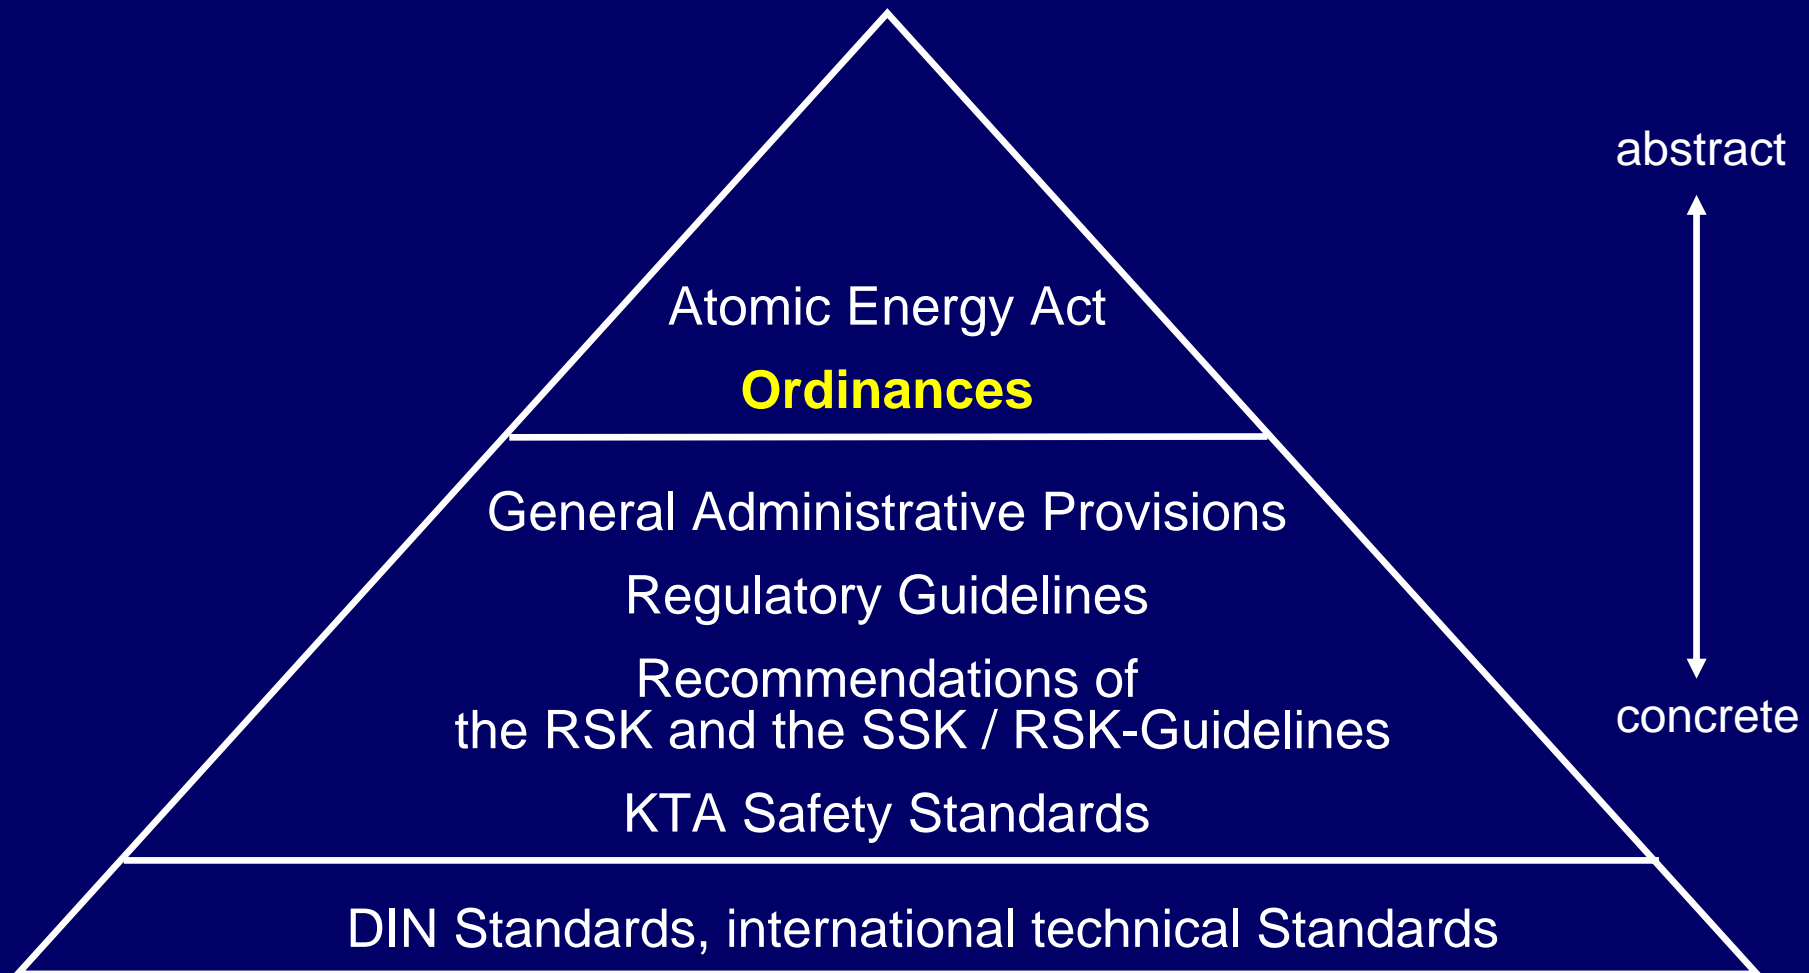 abstract
Atomic Energy Act
Ordinances
General Administrative Provisions
Regulatory Guidelines
Recommendations of
the RSK and the SSK / RSK-Guidelines
concrete
KTA Safety Standards
DIN Standards, international technical Standards